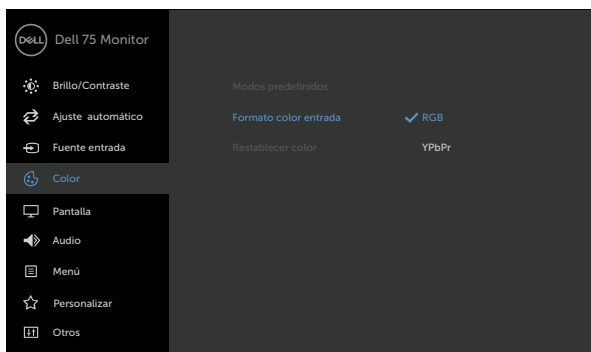 DELL Dell 75 Monitor
Brillo/Contraste
Modos predefinidos
Ajuste automático
Formato color entrada RGB
Fuente entrada
Restablecer color YPbPr
Color
Pantalla
Audio
Menú
Personalizar
Otros